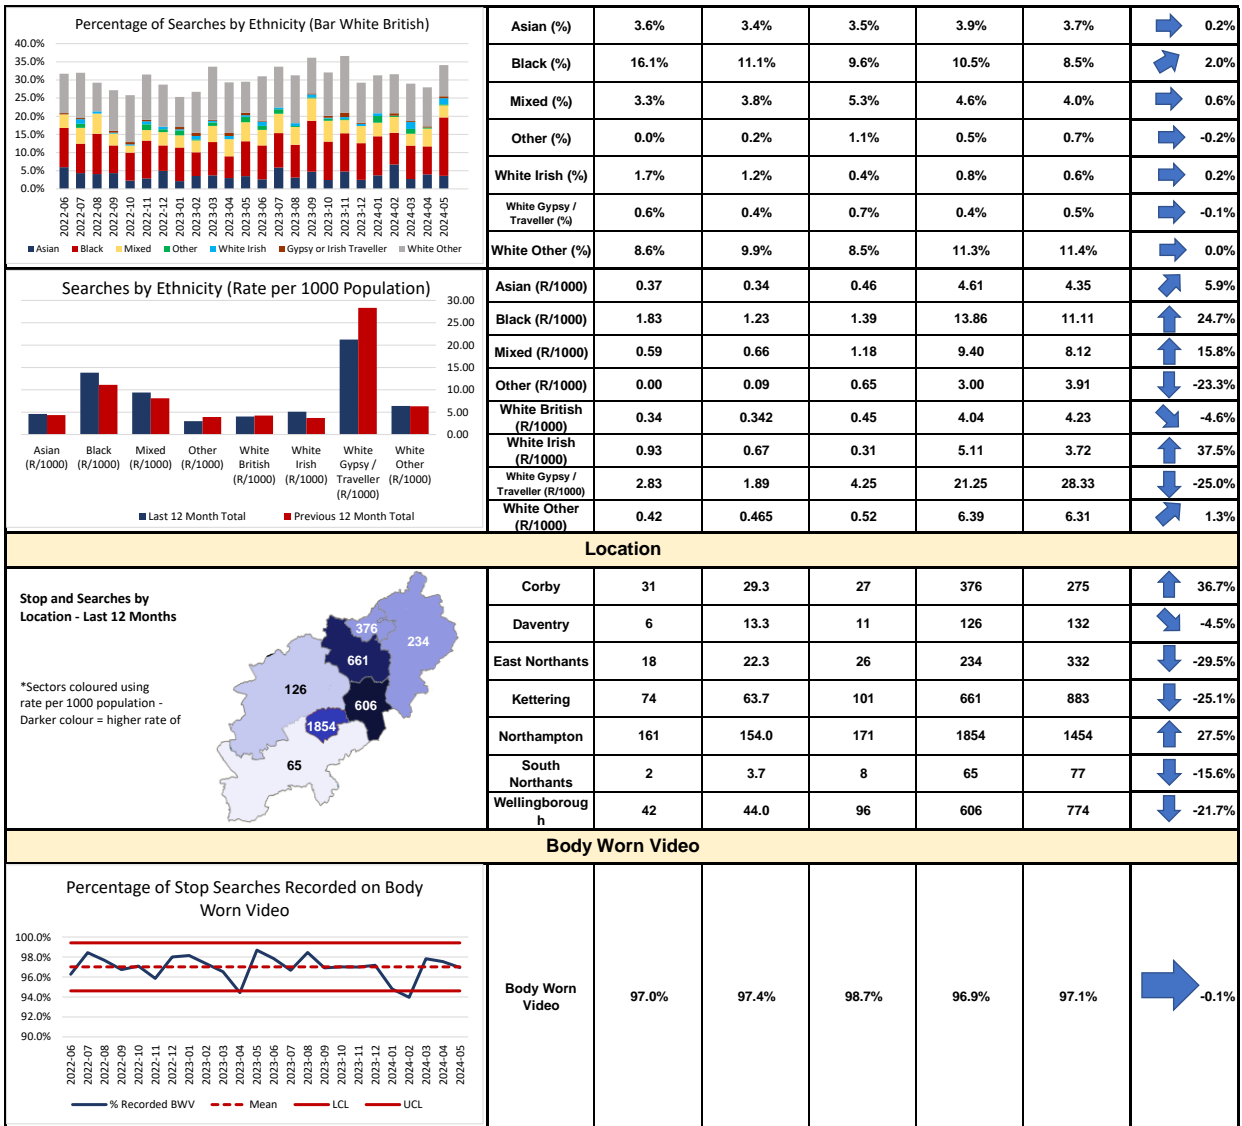 Percentage of Searches by Ethnicity (Bar White British)
40.0%
35.0%
30.0%
25.0%
20.0%
15.0%
10.0%
5.0%
0.0%
2022-06 2022-07 2022-08 2022-09 2022-10 2022-11 2022-12 2023-01 2023-02 2023-03 2023-04 2023-05 2023-06 2023-07 2023-08 2023-09 2023-10 2023-11 2023-12 2024-01 2024-02 2024-03 2024-04 2024-05
Asian Black Mixed Other White Irish Gypsy or Irish Traveller White Other
Asian (%) 3.6% 3.4% 3.5% 3.9% 3.7% 0.2%
Black (%) 16.1% 11.1% 9.6% 10.5% 8.5% 2.0%
Mixed (%) 3.3% 3.8% 5.3% 4.6% 4.0% 0.6%
Other (%) 0.0% 0.2% 1.1% 0.5% 0.7% -0.2%
White Irish (%) 1.7% 1.2% 0.4% 0.8% 0.6% 0.2%
White Gypsy /
Traveller (%) 0.6% 0.4% 0.7% 0.4% 0.5% -0.1%
White Other (%) 8.6% 9.9% 8.5% 11.3% 11.4% 0.0%
Searches by Ethnicity (Rate per 1000 Population)
30.00
25.00
20.00
15.00
10.00
5.00
0.00
Asian Black Mixed Other White White White White
(R/1000) (R/1000) (R/1000) (R/1000) British Irish Gypsy / Other
(R/1000) (R/1000) Traveller (R/1000)
(R/1000)
Last 12 Month Total Previous 12 Month Total
Asian (R/1000) 0.37 0.34 0.46 4.61 4.35 5.9%
Black (R/1000) 1.83 1.23 1.39 13.86 11.11 24.7%
Mixed (R/1000) 0.59 0.66 1.18 9.40 8.12 15.8%
Other (R/1000) 0.00 0.09 0.65 3.00 3.91 -23.3%
White British
(R/1000) 0.34 0.342 0.45 4.04 4.23 -4.6%
White Irish
(R/1000) 0.93 0.67 0.31 5.11 3.72 37.5%
White Gypsy /
Traveller (R/1000) 2.83 1.89 4.25 21.25 28.33 -25.0%
White Other
(R/1000) 0.42 0.465 0.52 6.39 6.31 1.3%
Location
Stop and Searches by
Location - Last 12 Months
*Sectors coloured using
rate per 1000 population -
Darker colour = higher rate of
376
234
661
126
606
1854
65
Corby 31 29.3 27 376 275 36.7%
Daventry 6 13.3 11 126 132 -4.5%
East Northants 18 22.3 26 234 332 -29.5%
Kettering 74 63.7 101 661 883 -25.1%
Northampton 161 154.0 171 1854 1454 27.5%
South
Northants 2 3.7 8 65 77 -15.6%
Wellingboroug
h 42 44.0 96 606 774 -21.7%
Body Worn Video
Percentage of Stop Searches Recorded on Body
Worn Video
100.0%
98.0%
96.0%
94.0%
92.0%
90.0%
2022-06 2022-07 2022-08 2022-09 2022-10 2022-11 2022-12 2023-01 2023-02 2023-03 2023-04 2023-05 2023-06 2023-07 2023-08 2023-09 2023-10 2023-11 2023-12 2024-01 2024-02 2024-03 2024-04 2024-05
% Recorded BWV Mean LCL UCL
Body Worn
Video 97.0% 97.4% 98.7% 96.9% 97.1% -0.1%